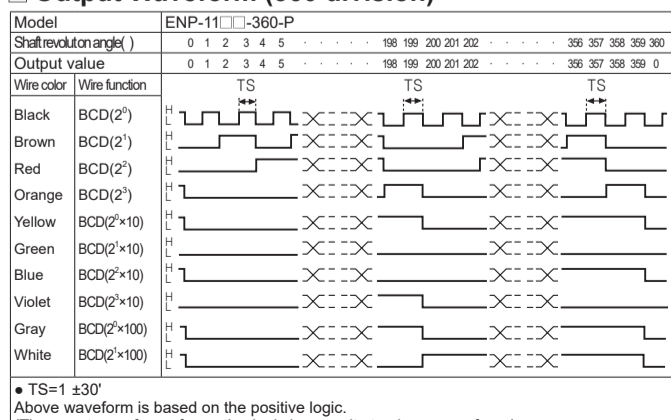 Model ENP-11□□-360-P
Shaft revolution angle( ) 0 1 2 3 4 5 · · · · · 198 199 200 201 202 · · · · · 356 357 358 359 360
Output value 0 1 2 3 4 5 · · · · · 198 199 200 201 202 · · · · · 356 357 358 359 0
Wire color Wire function TS TS TS
Black BCD(2⁰) H L
Brown BCD(2¹) H L
Red BCD(2²) H L
Orange BCD(2³) H L
Yellow BCD(2⁰×10) H L
Green BCD(2¹×10) H L
Blue BCD(2²×10) H L
Violet BCD(2³×10) H L
Gray BCD(2⁰×100) H L
White BCD(2¹×100) H L
● TS=1 ±30'
Above waveform is based on the positive logic.